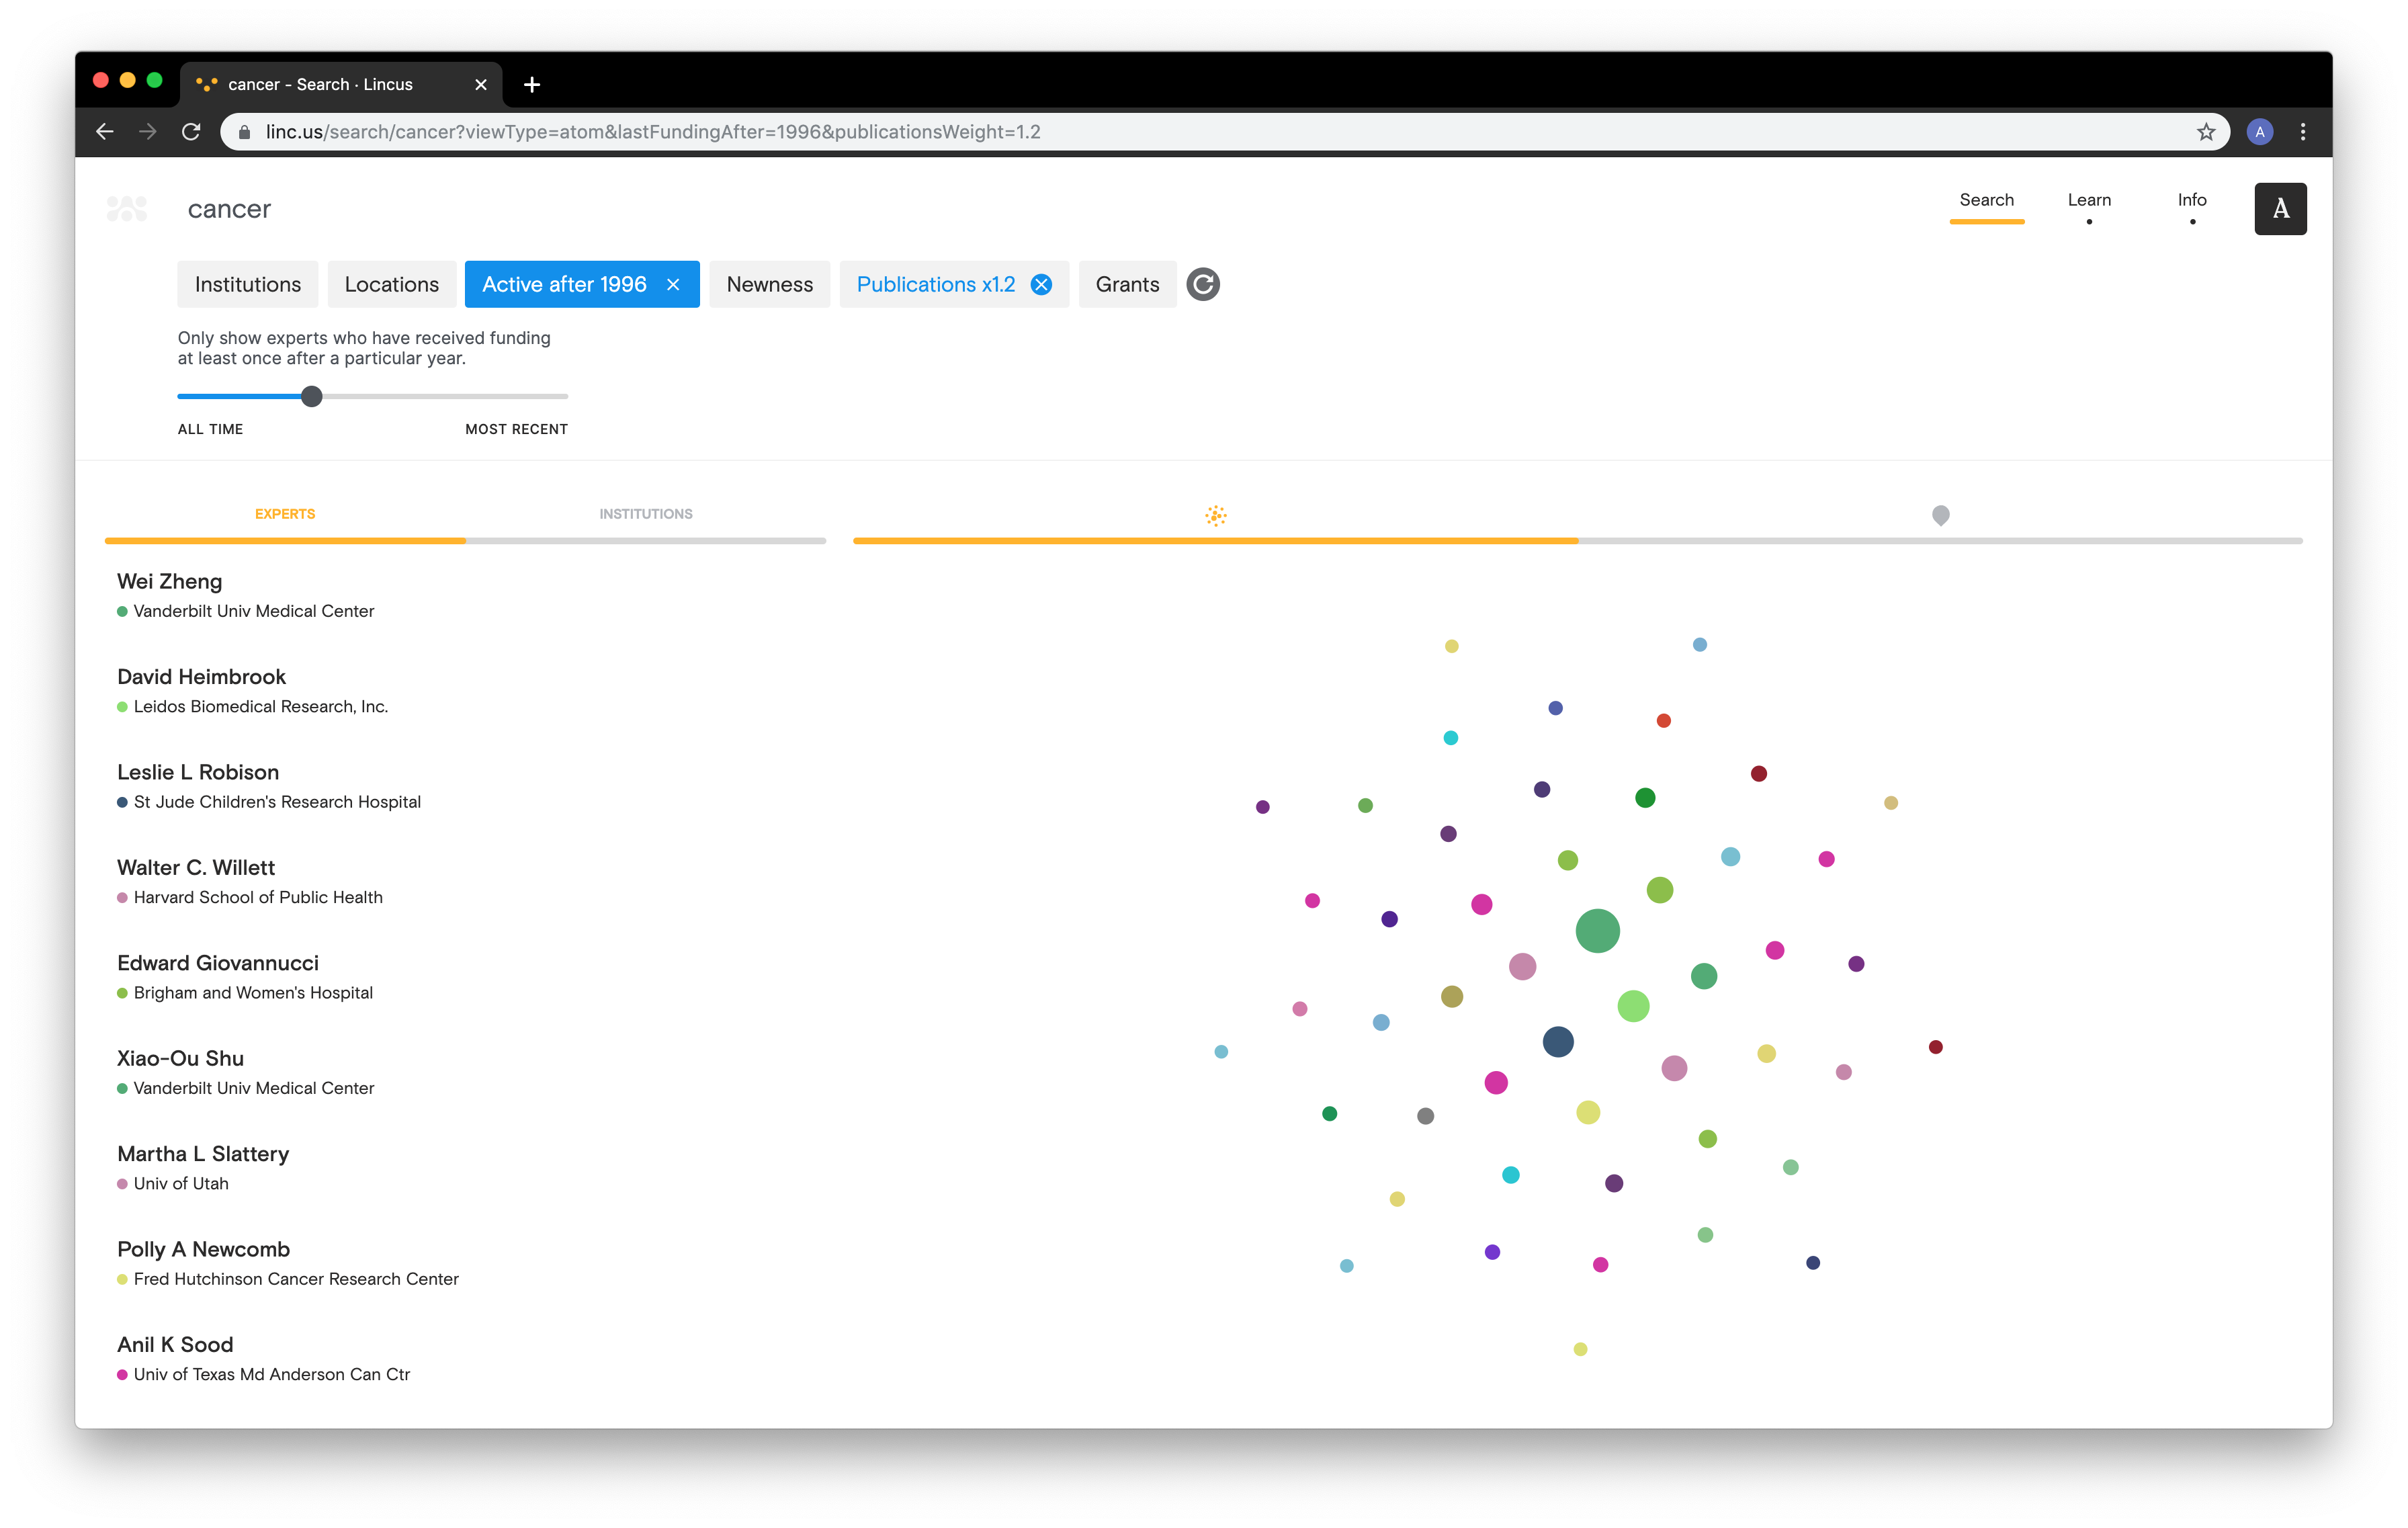 cancer - Search · Lincus
linc.us/search/cancer?viewType=atom&lastFundingAfter=1996&publicationsWeight=1.2
A
cancer
Search
Learn
Info
A
Institutions
Locations
Active after 1996
Newness
Publications x1.2
Grants
Only show experts who have received funding
at least once after a particular year.
ALL TIME
MOST RECENT
EXPERTS
INSTITUTIONS
Wei Zheng
Vanderbilt Univ Medical Center
David Heimbrook
Leidos Biomedical Research, Inc.
Leslie L Robison
St Jude Children's Research Hospital
Walter C. Willett
Harvard School of Public Health
Edward Giovannucci
Brigham and Women's Hospital
Xiao-Ou Shu
Vanderbilt Univ Medical Center
Martha L Slattery
Univ of Utah
Polly A Newcomb
Fred Hutchinson Cancer Research Center
Anil K Sood
Univ of Texas Md Anderson Can Ctr